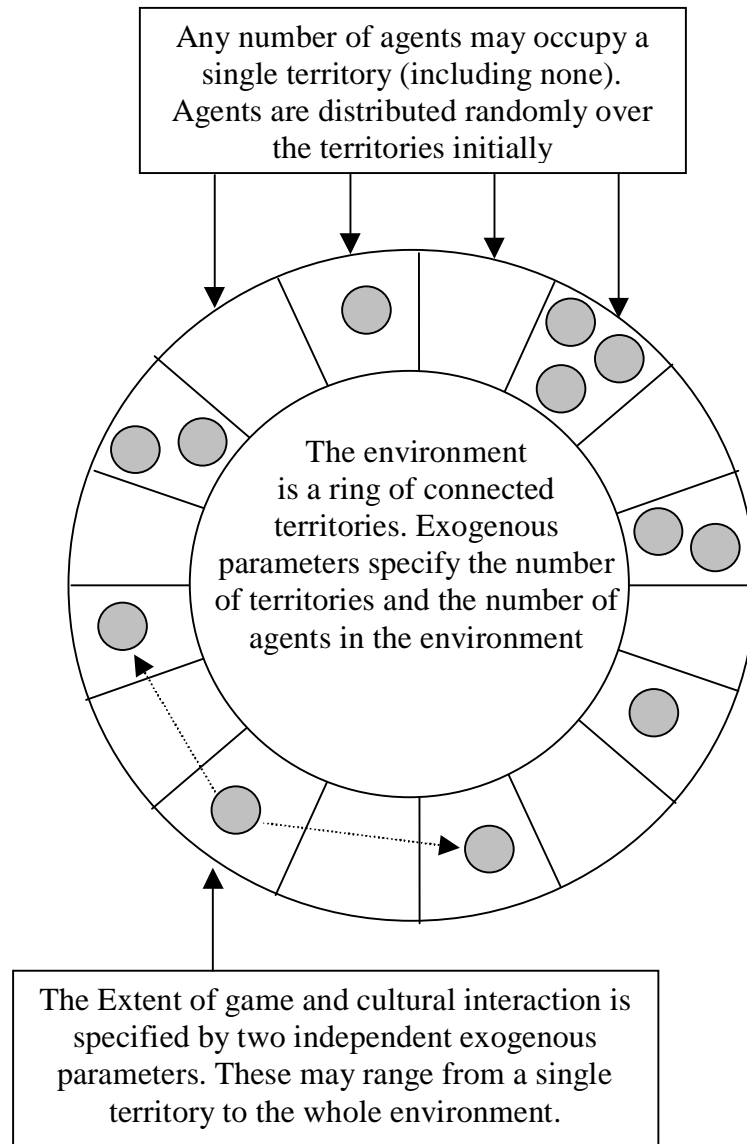 Any number of agents may occupy a
single territory (including none).
Agents are distributed randomly over
the territories initially
The environment
is a ring of connected
territories. Exogenous
parameters specify the number
of territories and the number of
agents in the environment
The Extent of game and cultural interaction is
specified by two independent exogenous
parameters. These may range from a single
territory to the whole environment.